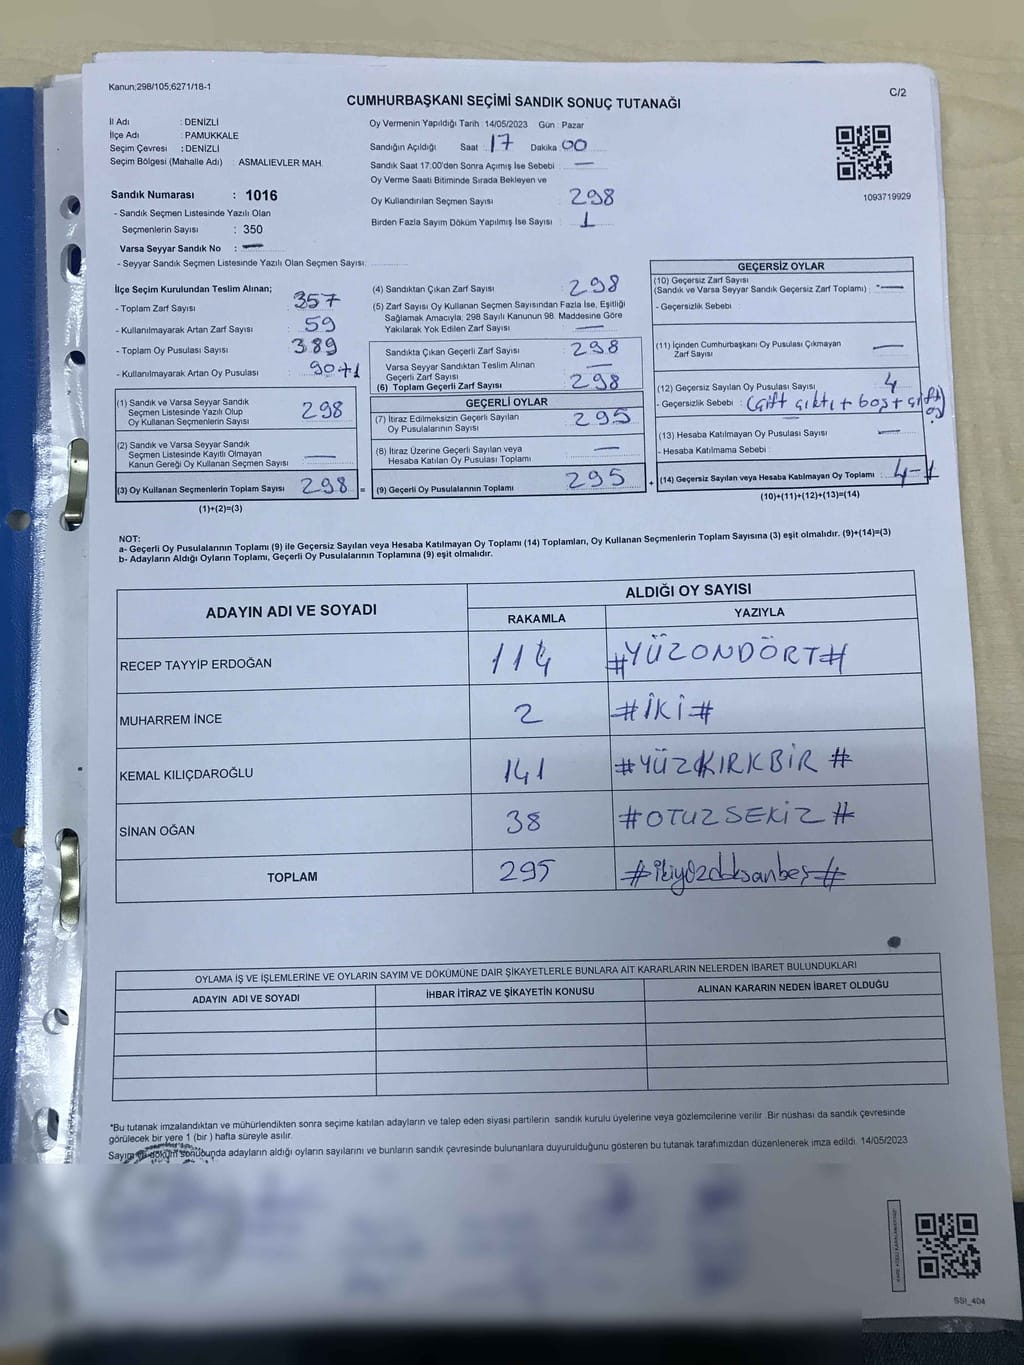 Kanun;298/105;6271/18-1
C/2
CUMHURBAŞKANI SEÇİMİ SANDIK SONUÇ TUTANAĞI
İl Adı : DENİZLİ
İlçe Adı : PAMUKKALE
Seçim Çevresi : DENİZLİ
Seçim Bölgesi (Mahalle Adı) : ASMALIEVLER MAH.
Sandık Numarası : 1016
- Sandık Seçmen Listesinde Yazılı Olan
Seçmenlerin Sayısı : 350
Varsa Seyyar Sandık No : —
- Seyyar Sandık Seçmen Listesinde Yazılı Olan Seçmen Sayısı:
Oy Vermenin Yapıldığı Tarih :14/05/2023 Gün : Pazar
Sandığın Açıldığı Saat : 17 Dakika 00
Sandık Saat 17:00'den Sonra Açımış İse Sebebi : —
Oy Verme Saati Bitiminde Sırada Bekleyen ve
Oy Kullandırılan Seçmen Sayısı : 298
Birden Fazla Sayım Döküm Yapılmış İse Sayısı : 1
1093719929
İlçe Seçim Kurulundan Teslim Alınan;
- Toplam Zarf Sayısı : 357
- Kullanılmayarak Artan Zarf Sayısı : 59
- Toplam Oy Pusulası Sayısı : 389
- Kullanılmayarak Artan Oy Pusulası : 90+1
(1) Sandık ve Varsa Seyyar Sandık
Seçmen Listesinde Yazılı Olup
Oy Kullanan Seçmenlerin Sayısı 298
(2) Sandık ve Varsa Seyyar Sandık
Seçmen Listesinde Kayıtlı Olmayan
Kanun Gereği Oy Kullanan Seçmen Sayısı —
(3) Oy Kullanan Seçmenlerin Toplam Sayısı 298 =
(1)+(2)=(3)
(4) Sandıktan Çıkan Zarf Sayısı : 298
(5) Zarf Sayısı Oy Kullanan Seçmen Sayısından Fazla İse, Eşitliği
Sağlamak Amacıyla; 298 Sayılı Kanunun 98. Maddesine Göre
Yakılarak Yok Edilen Zarf Sayısı : —
Sandıkta Çıkan Geçerli Zarf Sayısı : 298
Varsa Seyyar Sandıktan Teslim Alınan
Geçerli Zarf Sayısı : —
(6) Toplam Geçerli Zarf Sayısı : 298
GEÇERLİ OYLAR
(7) İtiraz Edilmeksizin Geçerli Sayılan
Oy Pusulalarının Sayısı : 295
(8) İtiraz Üzerine Geçerli Sayılan veya
Hesaba Katılan Oy Pusulası Toplamı : —
(9) Geçerli Oy Pusulalarının Toplamı : 295 +
GEÇERSİZ OYLAR
(10) Geçersiz Zarf Sayısı
(Sandık ve Varsa Seyyar Sandık Geçersiz Zarf Toplamı) : —
- Geçersizlik Sebebi :
(11) İçinden Cumhurbaşkanı Oy Pusulası Çıkmayan
Zarf Sayısı : —
(12) Geçersiz Sayılan Oy Pusulası Sayısı : 4
- Geçersizlik Sebebi : (çift çıktı + boş + çift oy)
(13) Hesaba Katılmayan Oy Pusulası Sayısı : —
- Hesaba Katılmama Sebebi :
(14) Geçersiz Sayılan veya Hesaba Katılmayan Oy Toplamı : 4-1
(10)+(11)+(12)+(13)=(14)
NOT:
a- Geçerli Oy Pusulalarının Toplamı (9) ile Geçersiz Sayılan veya Hesaba Katılmayan Oy Toplamı (14) Toplamları, Oy Kullanan Seçmenlerin Toplam Sayısına (3) eşit olmalıdır. (9)+(14)=(3)
b- Adayların Aldığı Oyların Toplamı, Geçerli Oy Pusulalarının Toplamına (9) eşit olmalıdır.
ADAYIN ADI VE SOYADI
ALDIĞI OY SAYISI
RAKAMLA YAZIYLA
RECEP TAYYİP ERDOĞAN 114 #YÜZONDÖRT#
MUHARREM İNCE 2 #İKİ#
KEMAL KILIÇDAROĞLU 141 #YÜZKIRKBİR #
SİNAN OĞAN 38 #OTUZSEKİZ #
TOPLAM 295 #ikiyüzdoksanbeş#
OYLAMA İŞ VE İŞLEMLERİNE VE OYLARIN SAYIM VE DÖKÜMÜNE DAİR ŞİKAYETLERLE BUNLARA AİT KARARLARIN NELERDEN İBARET BULUNDUKLARI
ADAYIN ADI VE SOYADI İHBAR İTİRAZ VE ŞİKAYETİN KONUSU ALINAN KARARIN NEDEN İBARET OLDUĞU
*Bu tutanak imzalandıktan ve mühürlendikten sonra seçime katılan adayların ve talep eden siyasi partilerin sandık kurulu üyelerine veya gözlemcilerine verilir. Bir nüshası da sandık çevresinde
görülecek bir yere 1 (bir ) hafta süreyle asılır.
Sayım ve döküm sonucunda adayların aldığı oyların sayılarını ve bunların sandık çevresinde bulunanlara duyurulduğunu gösteren bu tutanak tarafımızdan düzenlenerek imza edildi. 14/05/2023
SSI_404